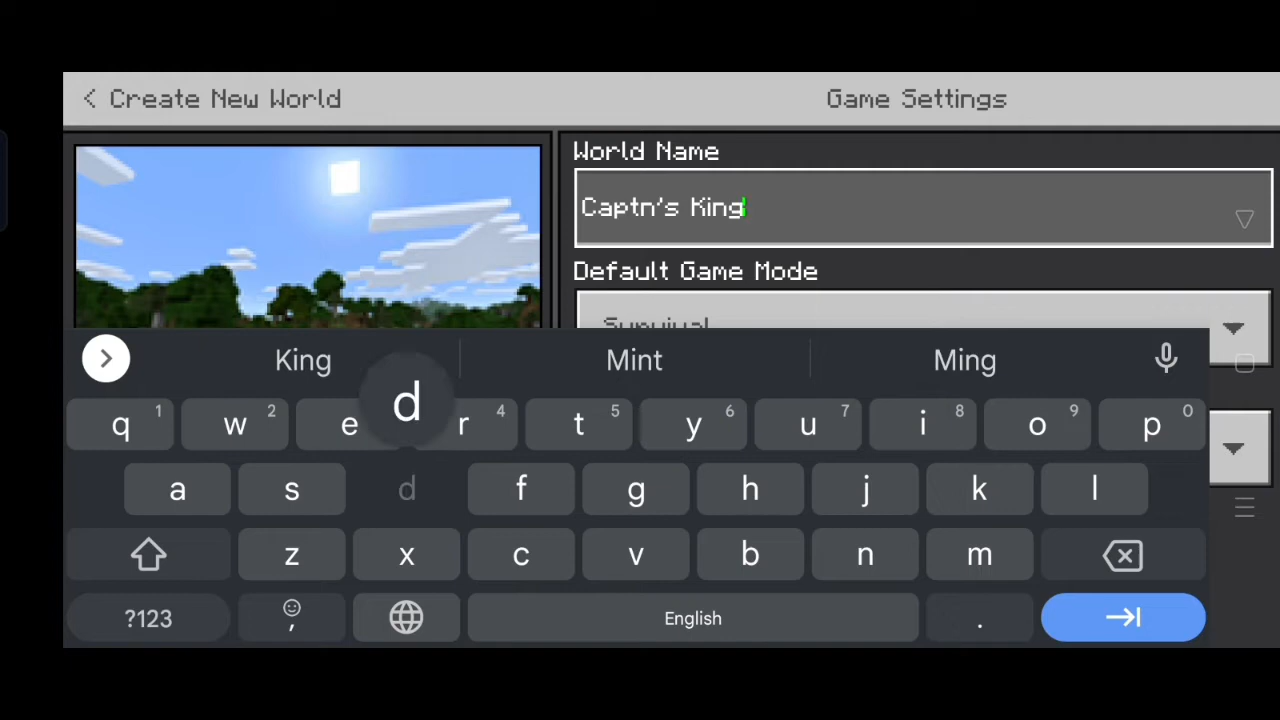 Create New World
Game Settings
World Name
Captn's King
Default Game Mode
Survival
King Mint Ming
d
q 1 w 2 e r 4 t 5 y 6 u 7 i 8 o 9 p 0
a s d f g h j k l
z x c v b n m
?123 , English .